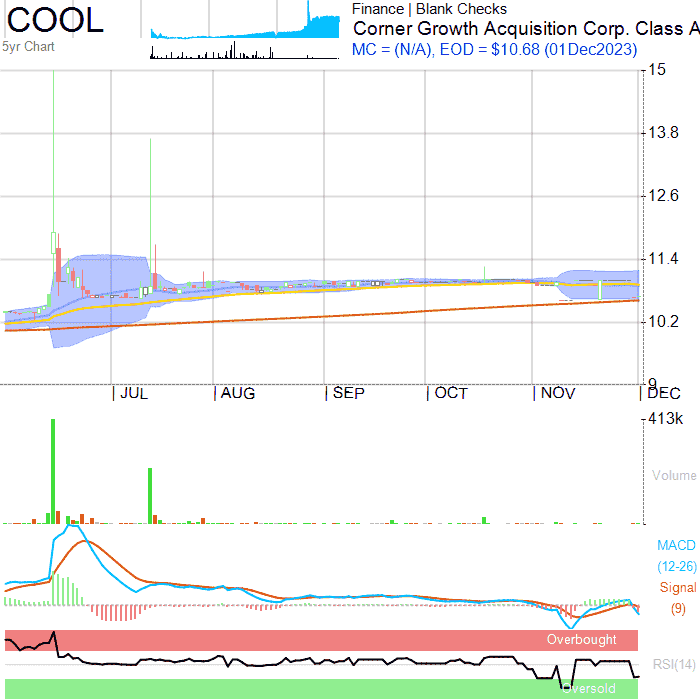 COOL
5yr Chart
Finance | Blank Checks
Corner Growth Acquisition Corp. Class A
MC = (N/A), EOD = $10.68 (01Dec2023)
15
13.8
12.6
11.4
10.2
9
JUL
AUG
SEP
OCT
NOV
DEC
413k
Volume
MACD
(12-26)
Signal
(9)
Overbought
RSI(14)
Oversold